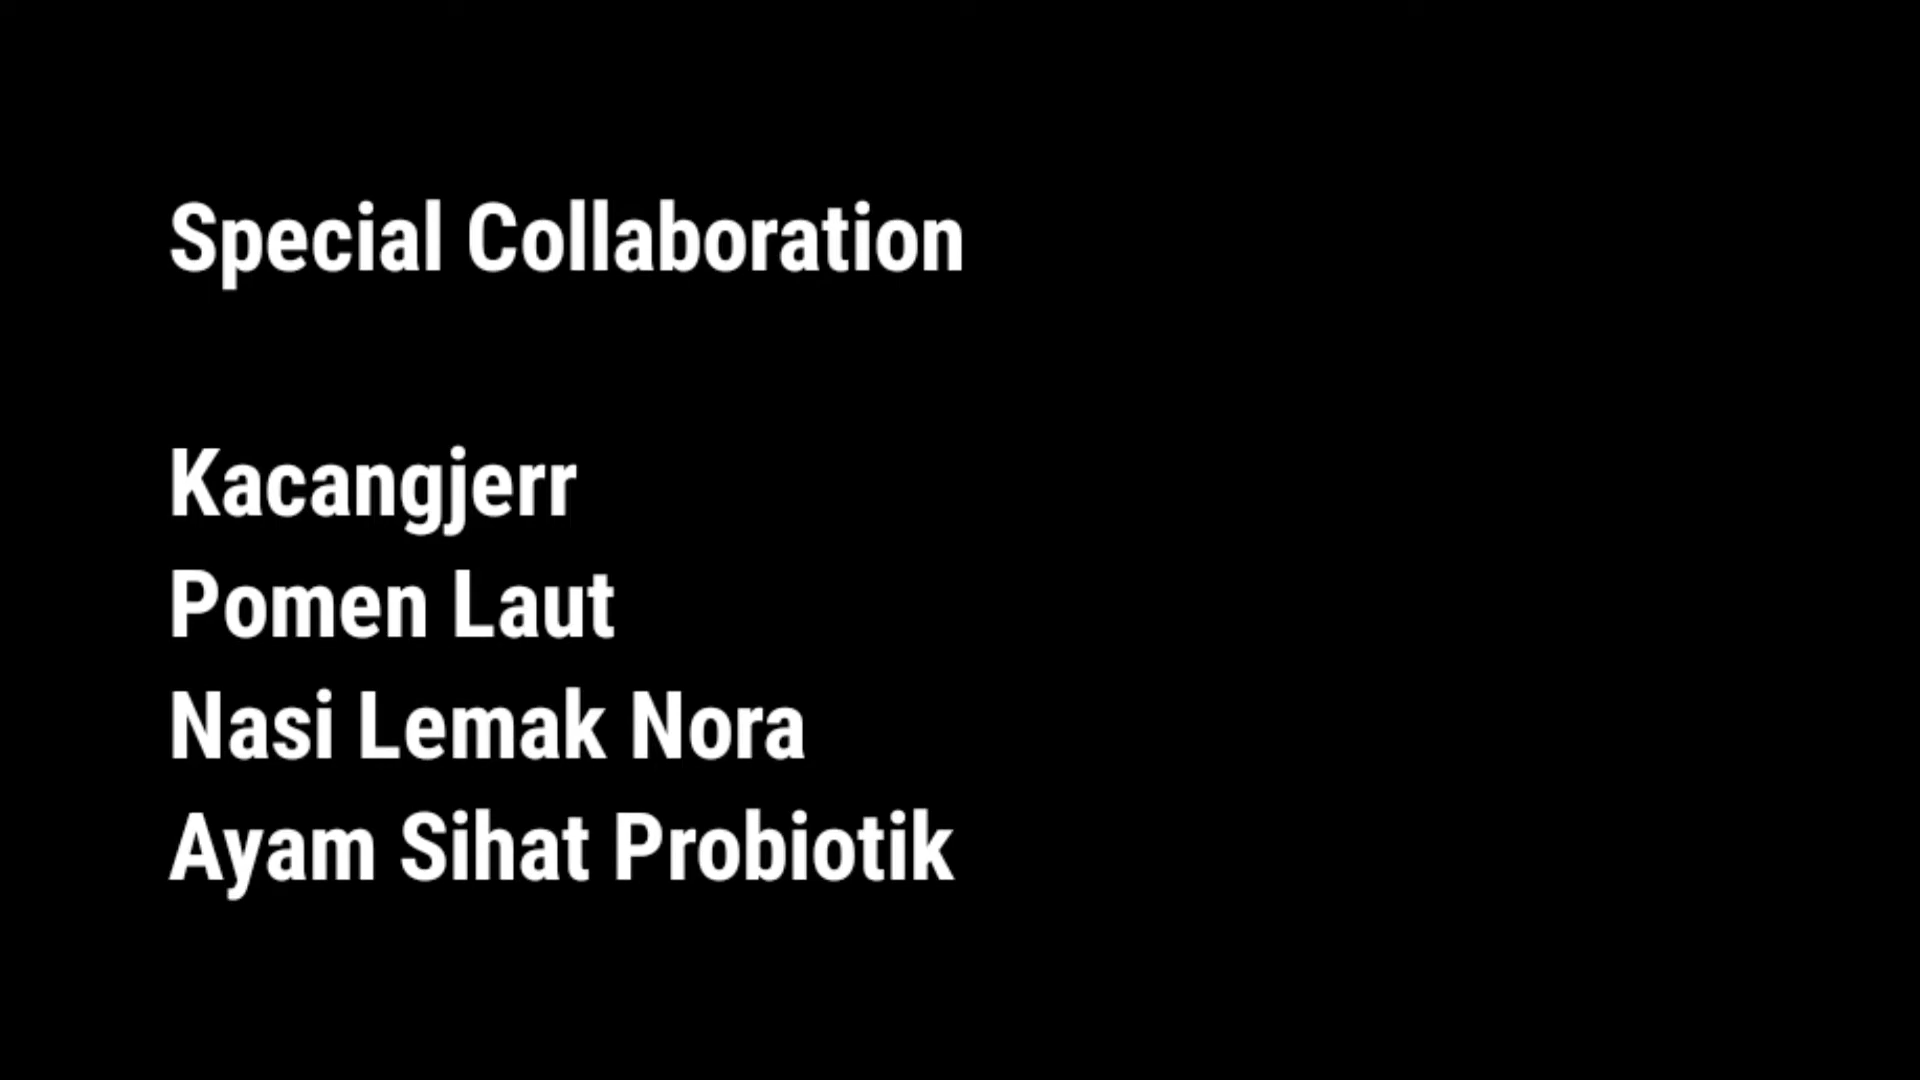 Special Collaboration
Kacangjerr
Pomen Laut
Nasi Lemak Nora
Ayam Sihat Probiotik